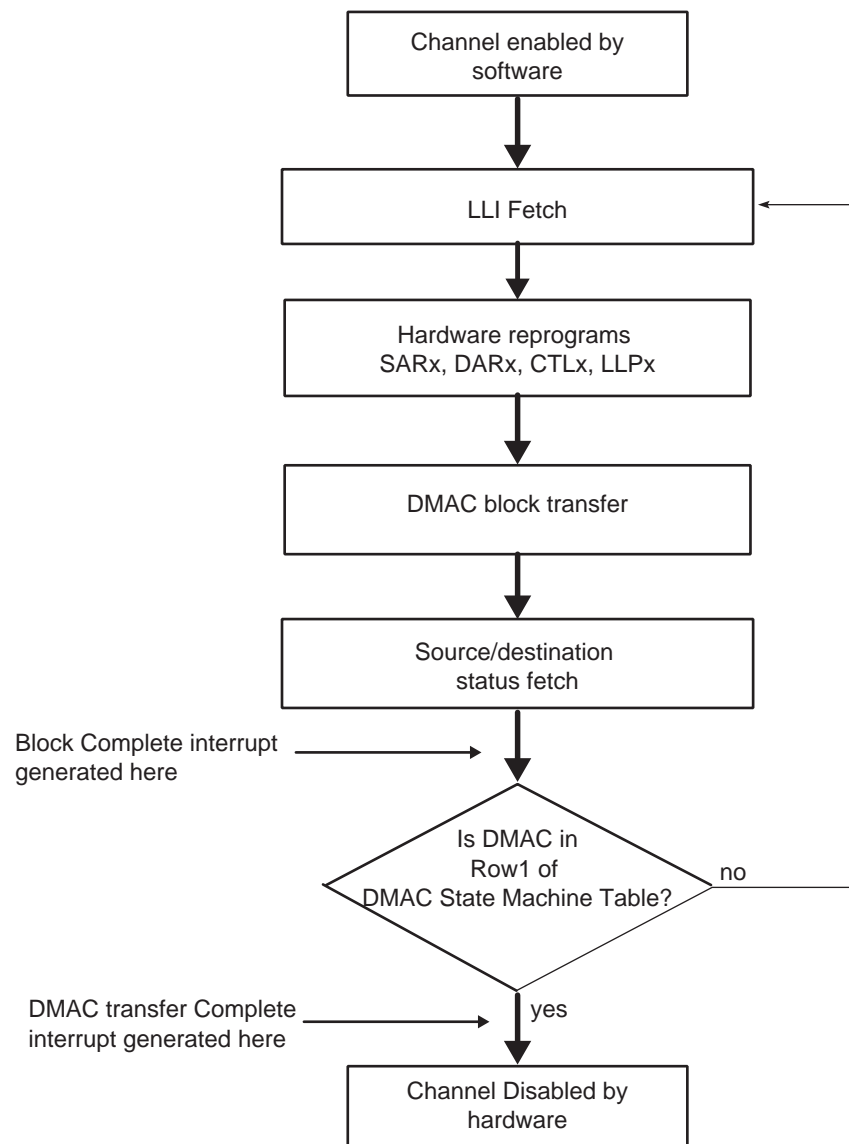 Channel enabled by
software
LLI Fetch
Hardware reprograms
SARx, DARx, CTLx, LLPx
DMAC block transfer
Source/destination
status fetch
Block Complete interrupt
generated here
Is DMAC in
Row1 of
DMAC State Machine Table?
no
DMAC transfer Complete
interrupt generated here
yes
Channel Disabled by
hardware